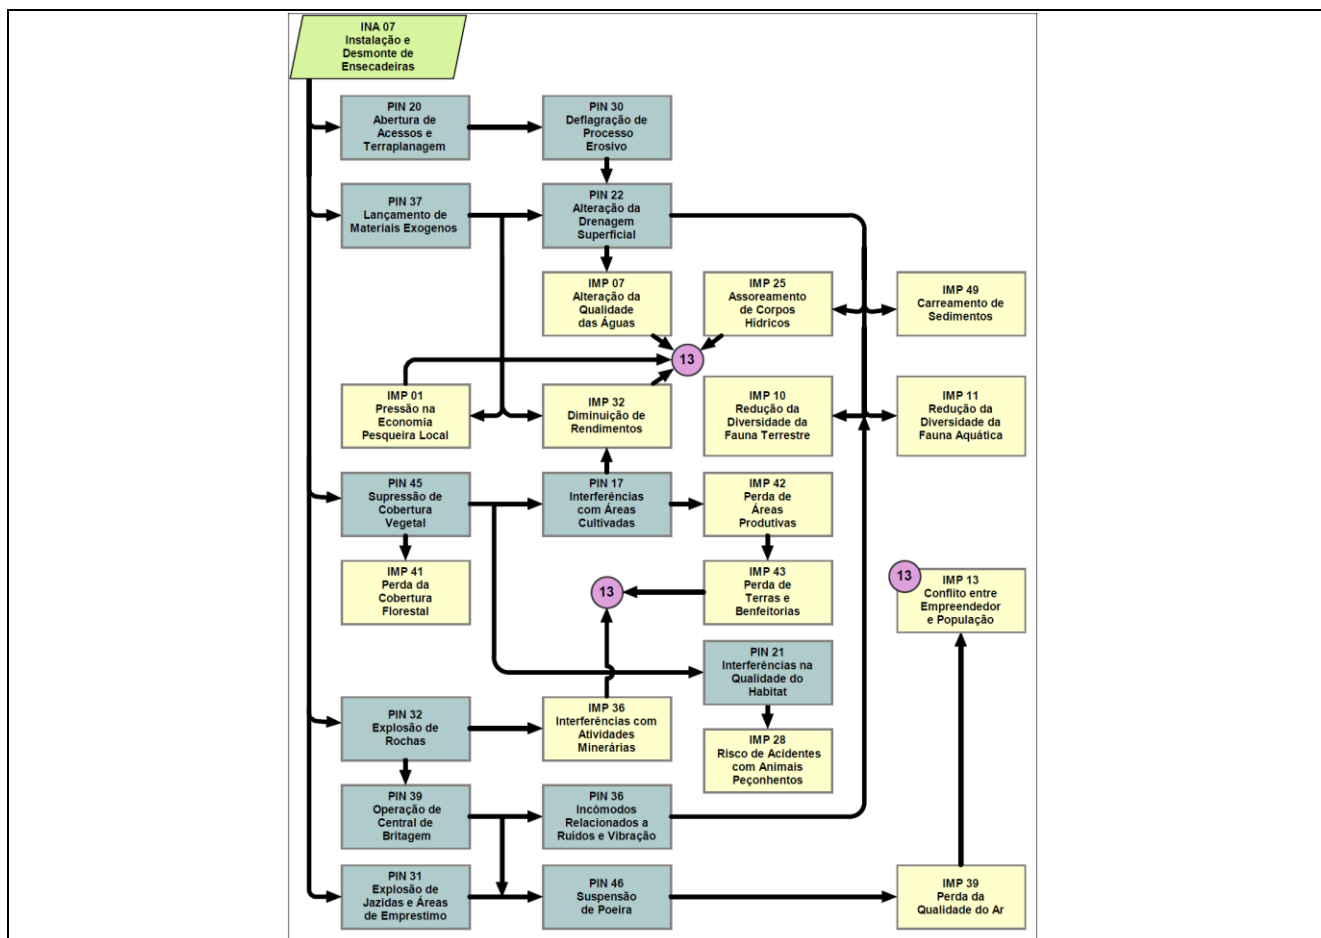 INA 07
Instalação e
Desmonte de
Ensecadeiras
PIN 20
Abertura de
Acessos e
Terraplanagem
PIN 30
Deflagração de
Processo
Erosivo
PIN 37
Lançamento de
Materiais Exogenos
PIN 22
Alteração da
Drenagem
Superficial
IMP 07
Alteração da
Qualidade
das Águas
IMP 25
Assoreamento
de Corpos
Hídricos
IMP 49
Carreamento de
Sedimentos
13
IMP 01
Pressão na
Economia
Pesqueira Local
IMP 32
Diminuição de
Rendimentos
IMP 10
Redução da
Diversidade da
Fauna Terrestre
IMP 11
Redução da
Diversidade da
Fauna Aquática
PIN 45
Supressão de
Cobertura
Vegetal
PIN 17
Interferências
com Áreas
Cultivadas
IMP 42
Perda de
Áreas
Produtivas
IMP 41
Perda da
Cobertura
Florestal
13
IMP 43
Perda de
Terras e
Benfeitorias
13
IMP 13
Conflito entre
Empreendedor
e População
PIN 21
Interferências na
Qualidade do
Habitat
PIN 32
Explosão de
Rochas
IMP 36
Interferências com
Atividades
Minerárias
IMP 28
Risco de Acidentes
com Animais
Peçonhentos
PIN 39
Operação de
Central de
Britagem
PIN 36
Incômodos
Relacionados a
Ruídos e Vibração
PIN 31
Explosão de
Jazidas e Áreas
de Emprestimo
PIN 46
Suspensão
de Poeira
IMP 39
Perda da
Qualidade do Ar